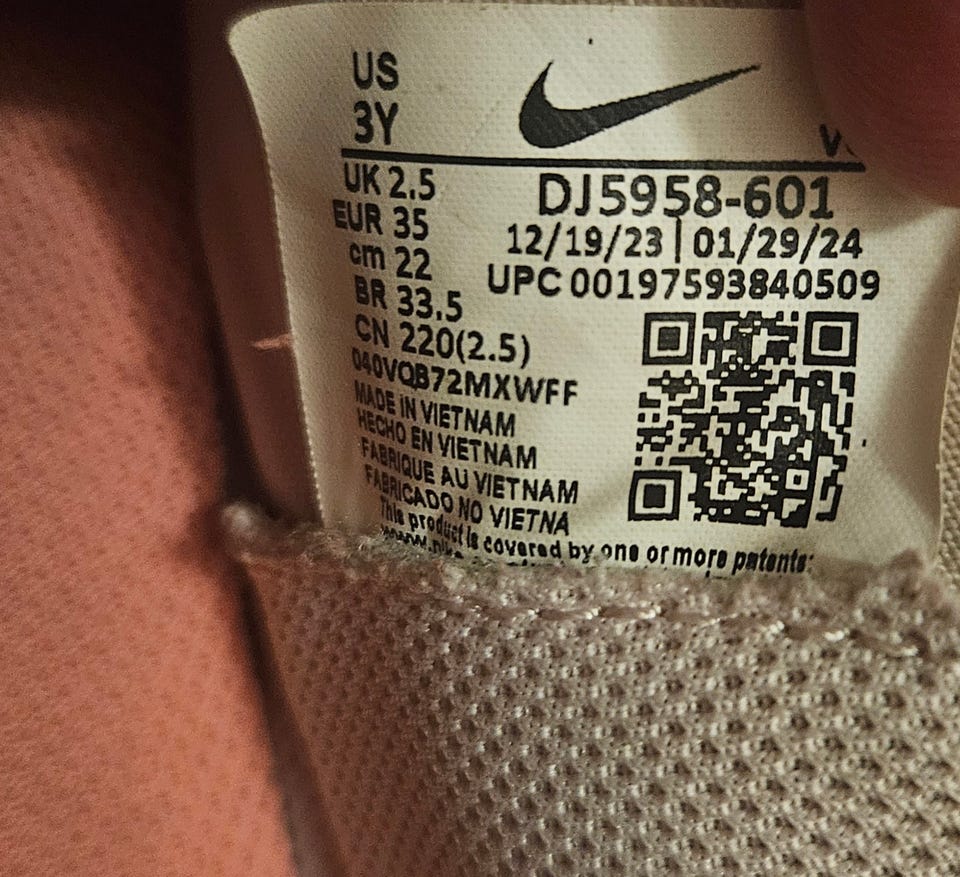 US
3Y
UK 2.5
EUR 35
cm 22
BR 33.5
CN 220(2.5)
040VQB72MXWFF
MADE IN VIETNAM
HECHO EN VIETNAM
FABRIQUE AU VIETNAM
FABRICADO NO VIETNA
This product is covered by one or more patents:
DJ5958-601
12/19/23 | 01/29/24
UPC 00197593840509